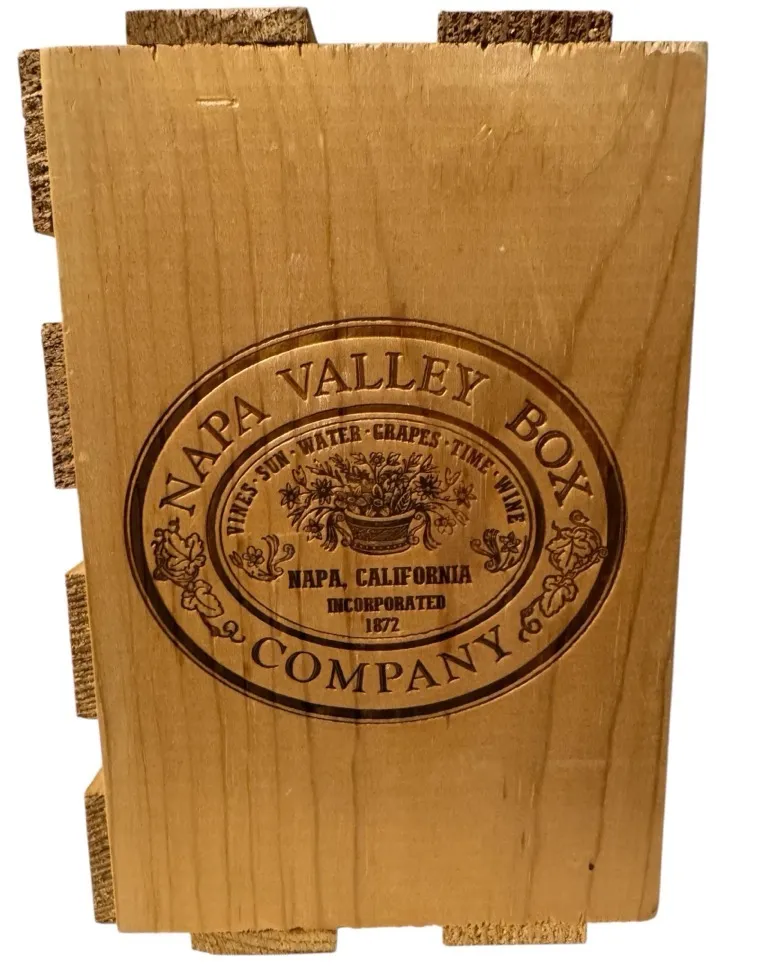 NAPA VALLEY BOX
VINES·SUN·WATER·GRAPES·TIME·WINE
NAPA, CALIFORNIA
INCORPORATED
1872
COMPANY